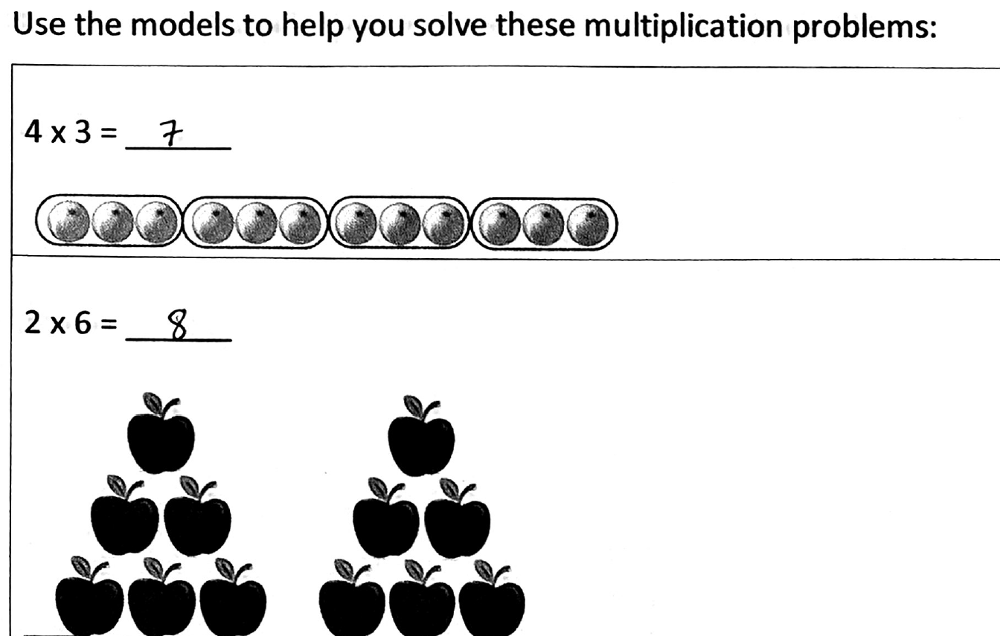 Use the models to help you solve these multiplication problems:
4 x 3 = 7
2 x 6 = 8